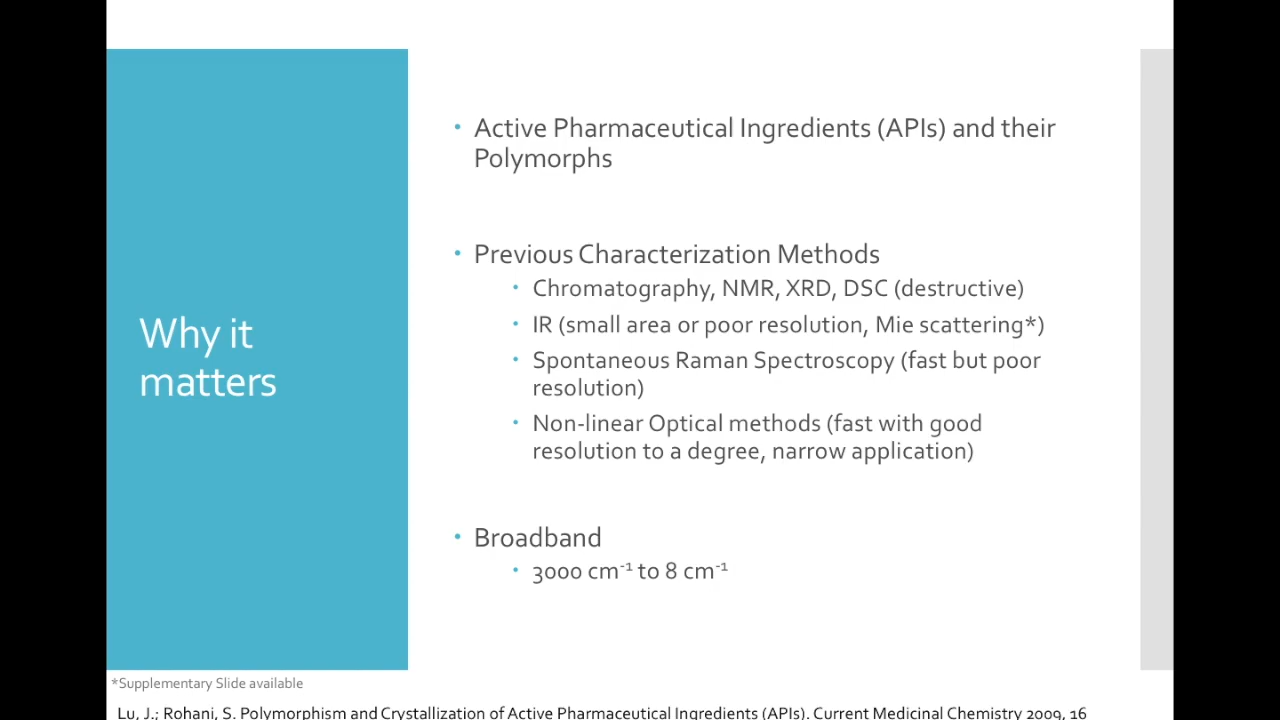 Why it
matters
• Active Pharmaceutical Ingredients (APIs) and their
Polymorphs
• Previous Characterization Methods
• Chromatography, NMR, XRD, DSC (destructive)
• IR (small area or poor resolution, Mie scattering*)
• Spontaneous Raman Spectroscopy (fast but poor
resolution)
• Non-linear Optical methods (fast with good
resolution to a degree, narrow application)
• Broadband
• 3000 cm⁻¹ to 8 cm⁻¹
*Supplementary Slide available
Lu, J.; Rohani, S. Polymorphism and Crystallization of Active Pharmaceutical Ingredients (APIs). Current Medicinal Chemistry 2009, 16